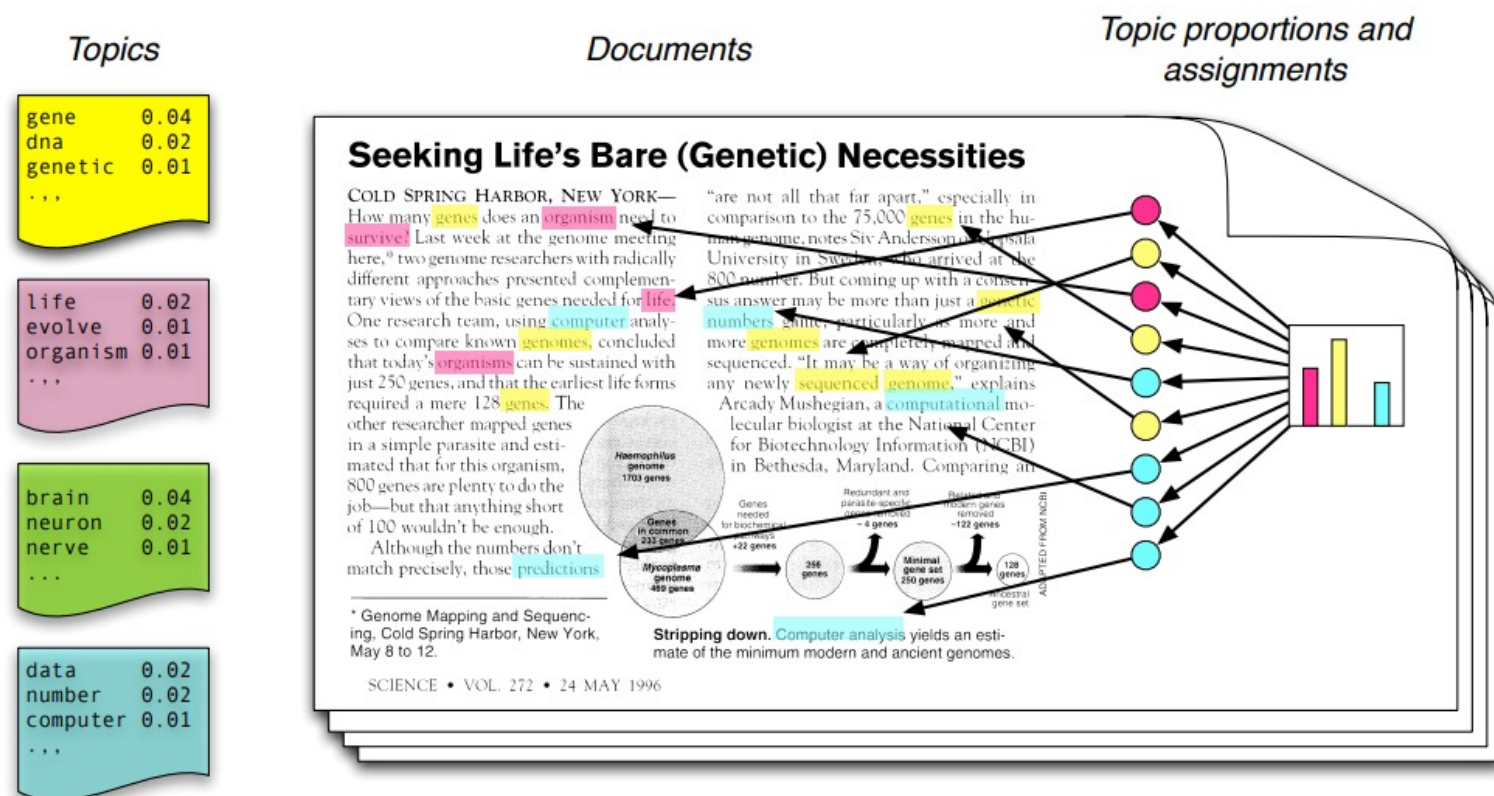 Topics
gene 0.04
dna 0.02
genetic 0.01
.,,
life 0.02
evolve 0.01
organism 0.01
.,,
brain 0.04
neuron 0.02
nerve 0.01
...
data 0.02
number 0.02
computer 0.01
.,,
Documents
Seeking Life's Bare (Genetic) Necessities
COLD SPRING HARBOR, NEW YORK—
How many genes does an organism need to
survive? Last week at the genome meeting
here,* two genome researchers with radically
different approaches presented complemen-
tary views of the basic genes needed for life.
One research team, using computer analy-
ses to compare known genomes, concluded
that today's organisms can be sustained with
just 250 genes, and that the earliest life forms
required a mere 128 genes. The
other researcher mapped genes
in a simple parasite and esti-
mated that for this organism,
800 genes are plenty to do the
job—but that anything short
of 100 wouldn't be enough.
Although the numbers don't
match precisely, those predictions
* Genome Mapping and Sequenc-
ing, Cold Spring Harbor, New York,
May 8 to 12.
SCIENCE • VOL. 272 • 24 MAY 1996
"are not all that far apart," especially in
comparison to the 75,000 genes in the hu-
man genome, notes Siv Andersson of Uppsala
University in Sweden, who arrived at the
800 number. But coming up with a consen-
sus answer may be more than just a genetic
numbers game, particularly as more and
more genomes are completely mapped and
sequenced. "It may be a way of organizing
any newly sequenced genome," explains
Arcady Mushegian, a computational mo-
lecular biologist at the National Center
for Biotechnology Information (NCBI)
in Bethesda, Maryland. Comparing an
Haemophilus
genome
1703 genes
Genes
in common
233 genes
Mycoplasma
genome
469 genes
Genes
needed
for biochemical
pathways
+22 genes
256
genes
Redundant and
parasite-specific
genes removed
– 4 genes
Minimal
gene set
250 genes
Related and
modern genes
removed
–122 genes
128
genes
Ancestral
gene set
ADAPTED FROM NCBI
Stripping down. Computer analysis yields an esti-
mate of the minimum modern and ancient genomes.
Topic proportions and
assignments